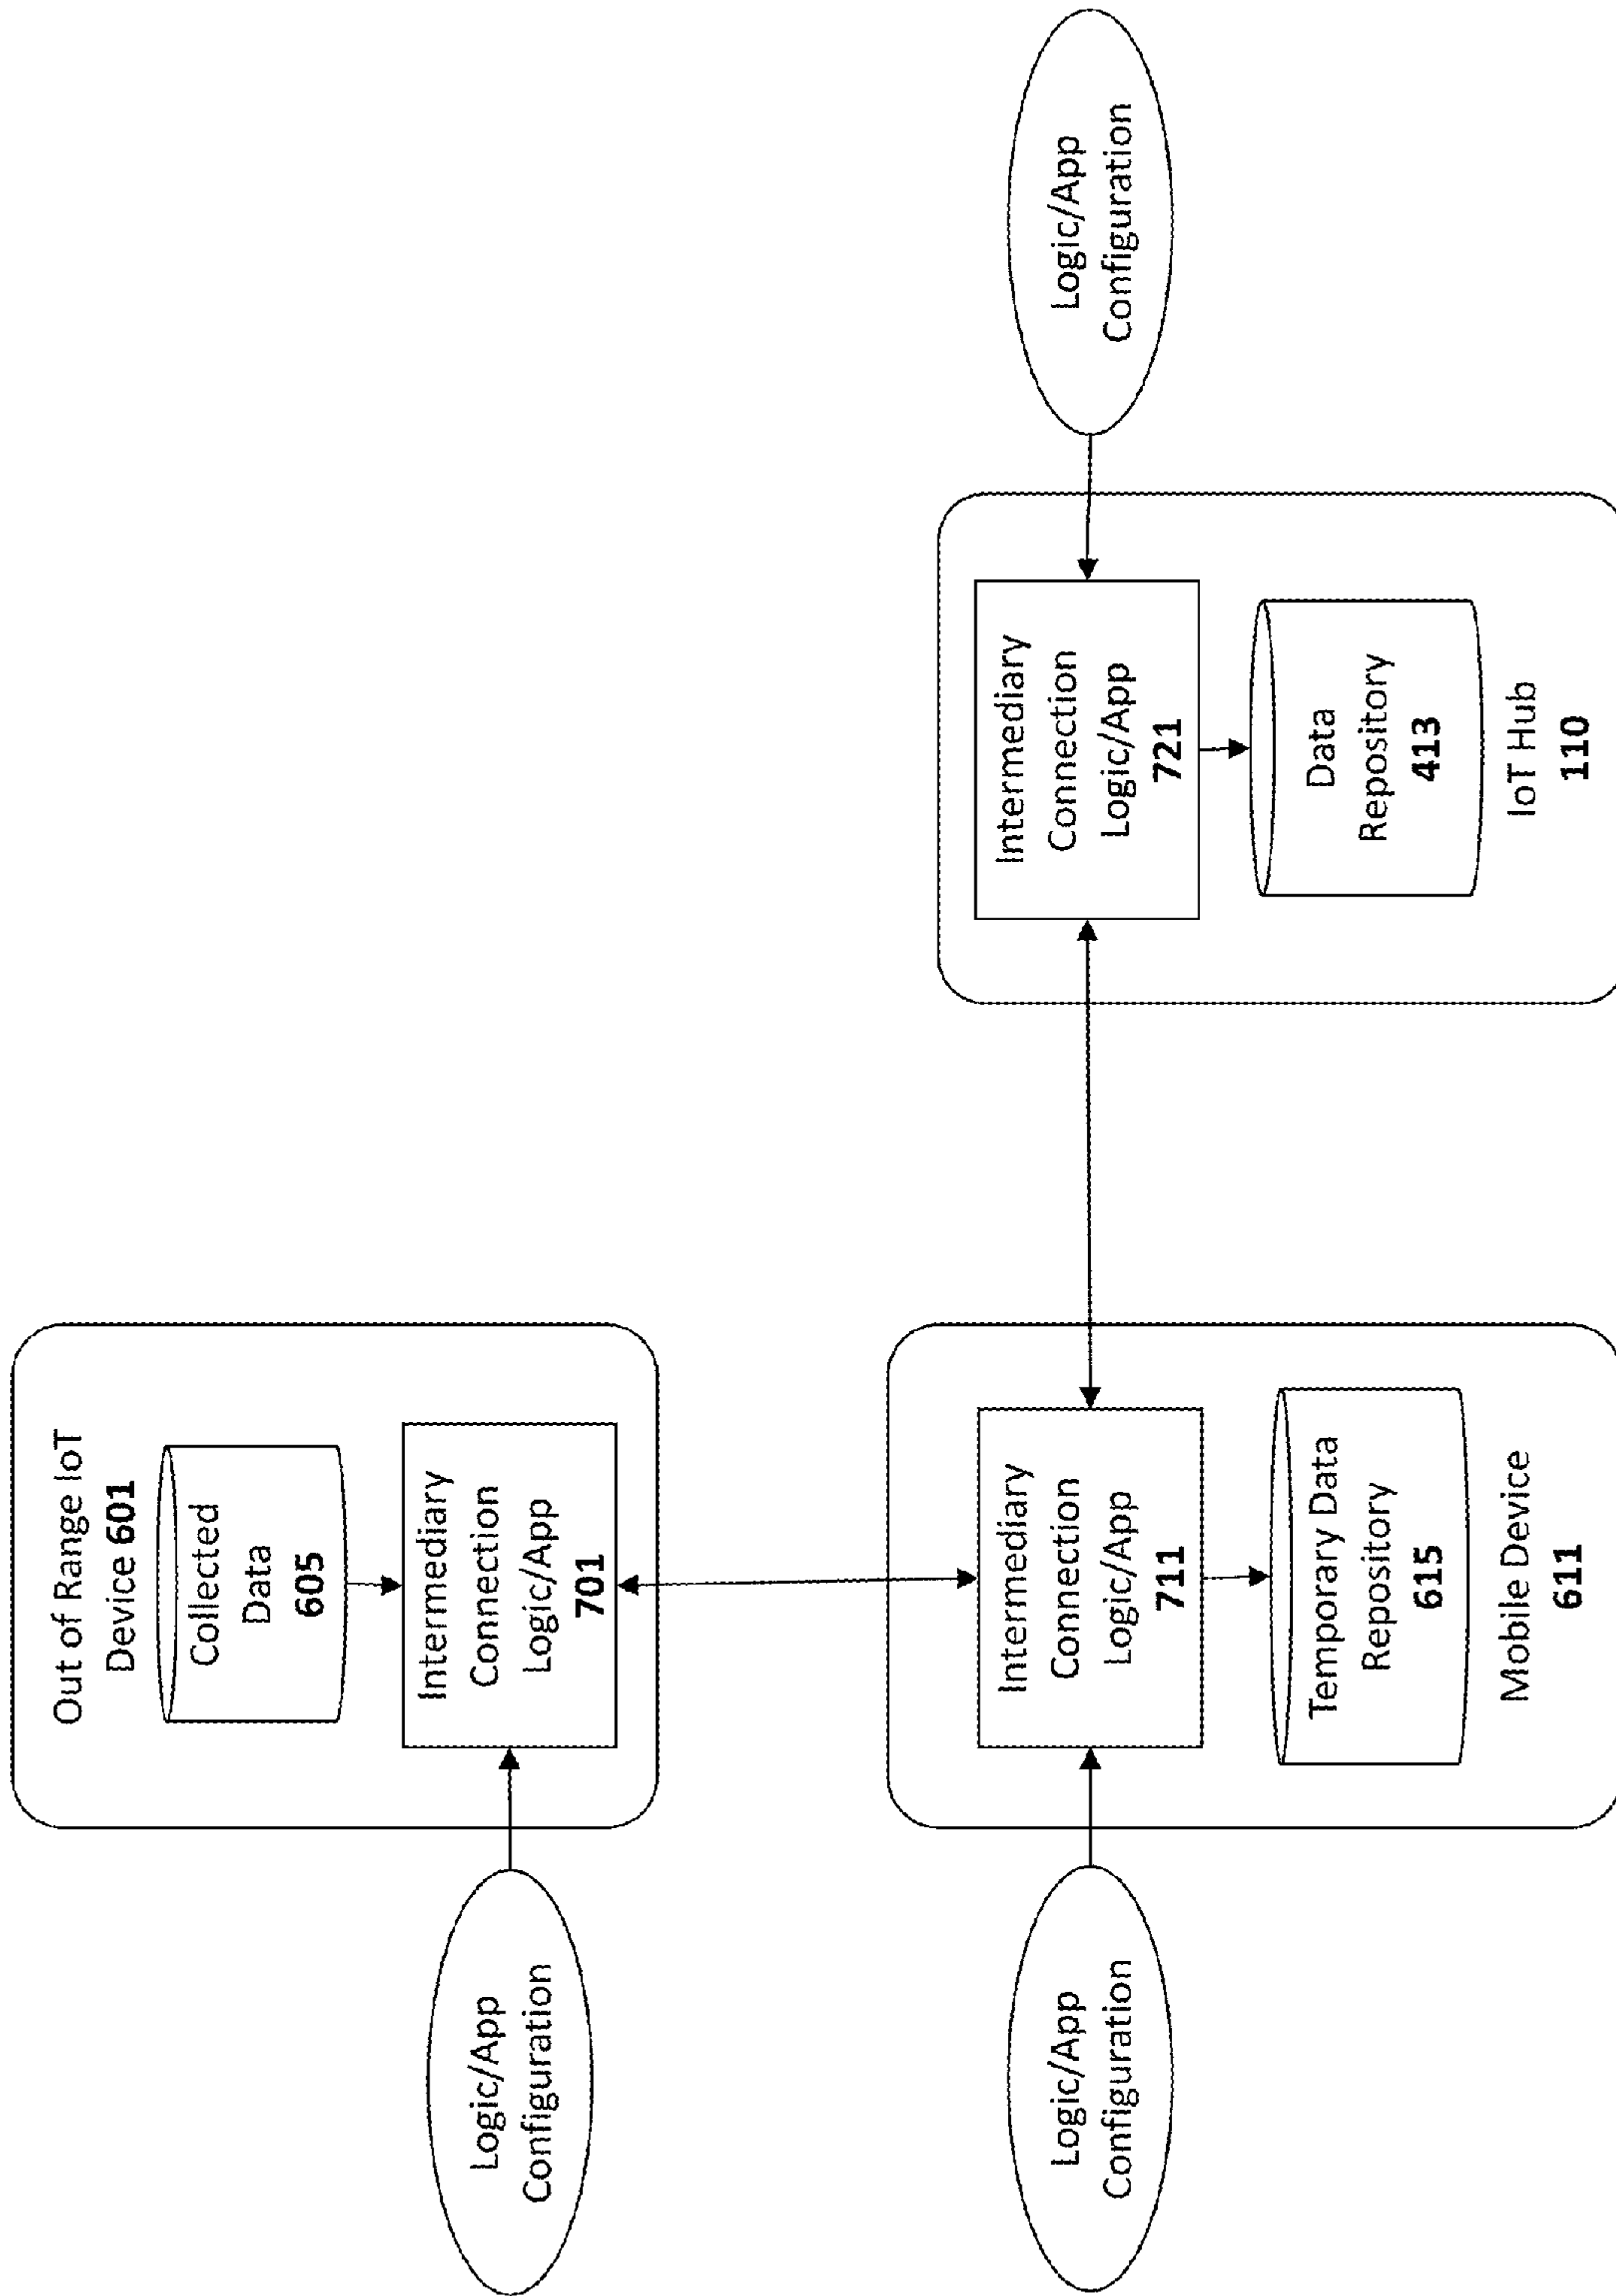 Out of Range IoT
Device 601
Collected
Data
605
Intermediary
Connection
Logic/App
701
Logic/App
Configuration
Logic/App
Configuration
Intermediary
Connection
Logic/App
711
Temporary Data
Repository
615
Mobile Device
611
Intermediary
Connection
Logic/App
721
Data
Repository
413
IoT Hub
110
Logic/App
Configuration